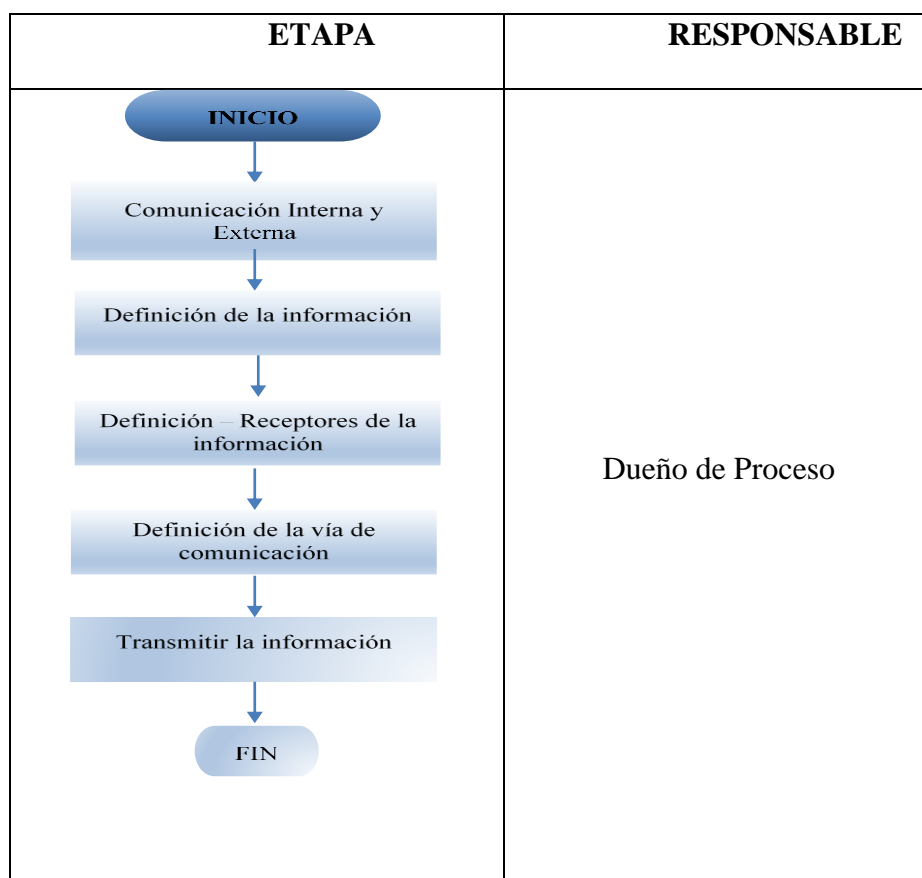 ETAPA
RESPONSABLE
INICIO
Comunicación Interna y
Externa
Definición de la información
Definición – Receptores de la
información
Definición de la vía de
comunicación
Transmitir la información
FIN
Dueño de Proceso